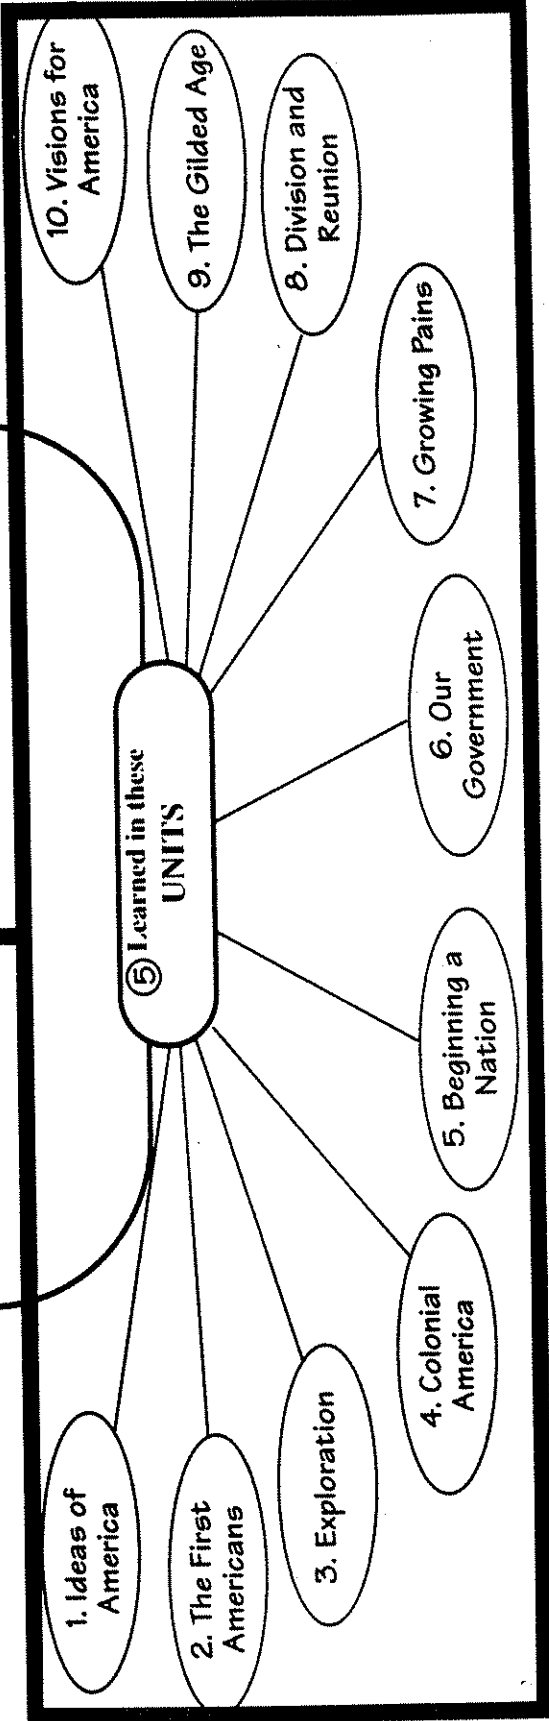 ⑤ Learned in these
UNITS
1. Ideas of
America
2. The First
Americans
3. Exploration
4. Colonial
America
5. Beginning a
Nation
6. Our
Government
7. Growing Pains
8. Division and
Reunion
9. The Gilded Age
10. Visions for
America